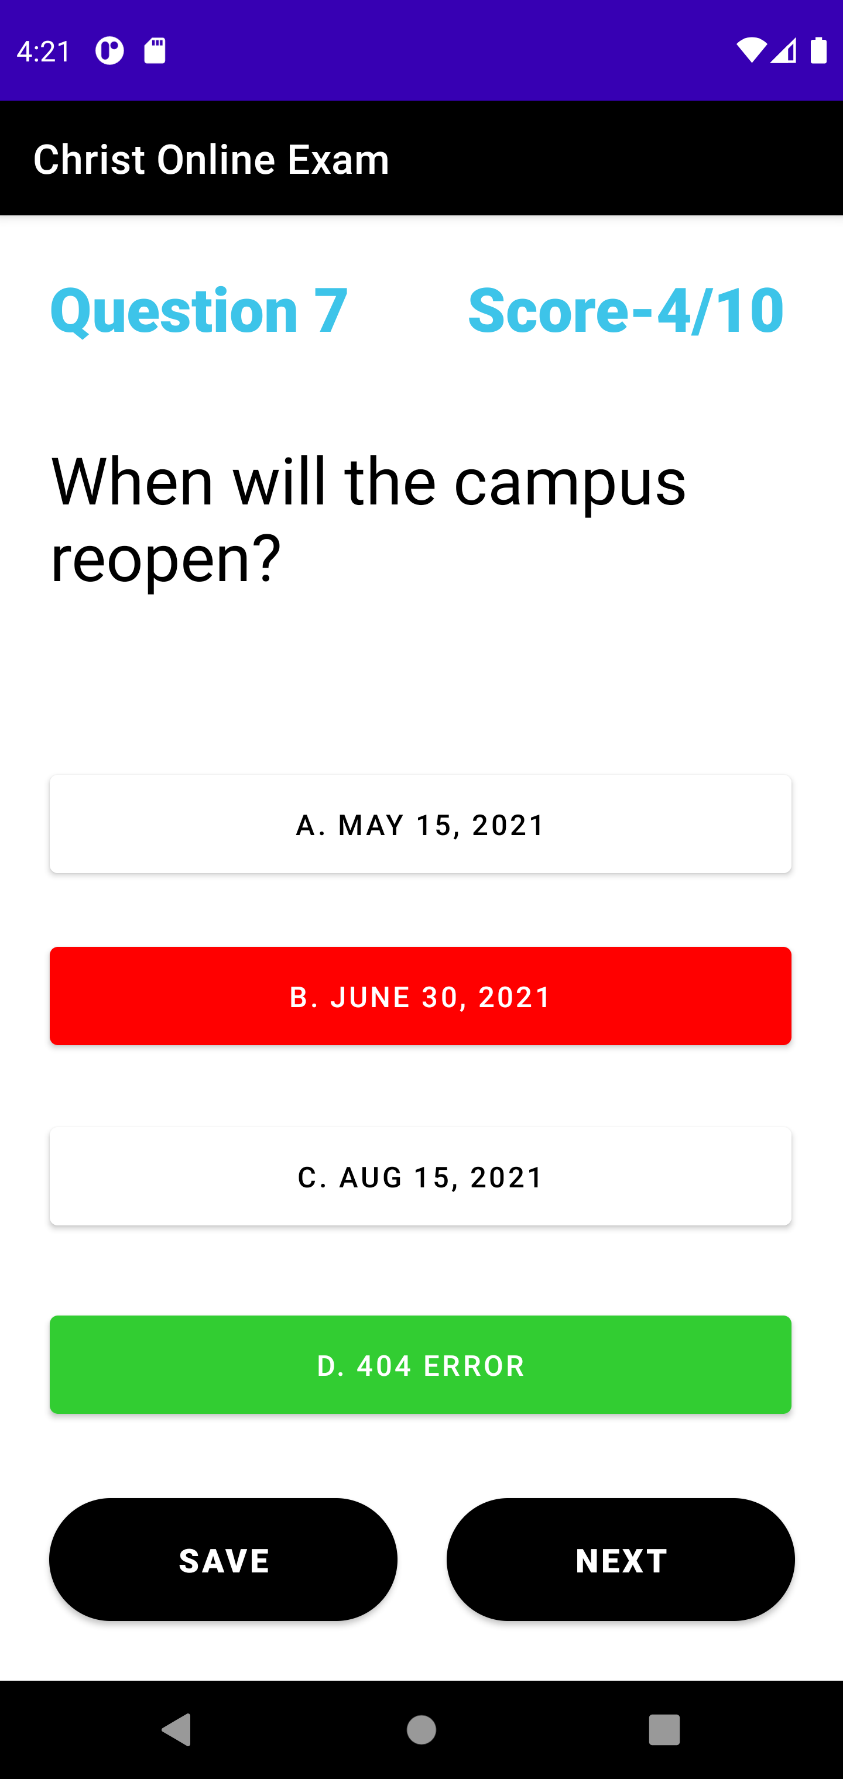 4:21
Christ Online Exam
Question 7 Score-4/10
When will the campus
reopen?
A. MAY 15, 2021
B. JUNE 30, 2021
C. AUG 15, 2021
D. 404 ERROR
SAVE NEXT